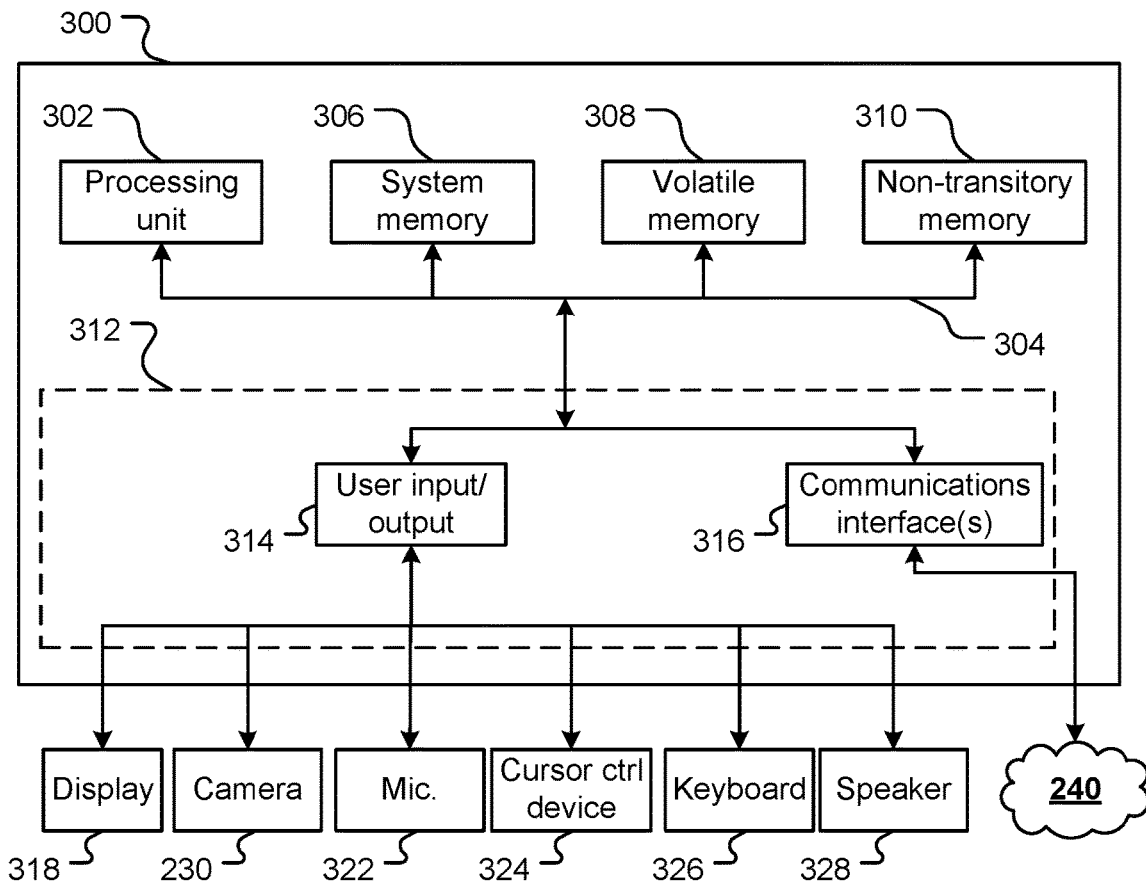 300
302
306
308
310
Processing
unit
System
memory
Volatile
memory
Non-transitory
memory
312
304
User input/
output
Communications
interface(s)
314
316
Display
Camera
Mic.
Cursor ctrl
device
Keyboard
Speaker
240
318
230
322
324
326
328